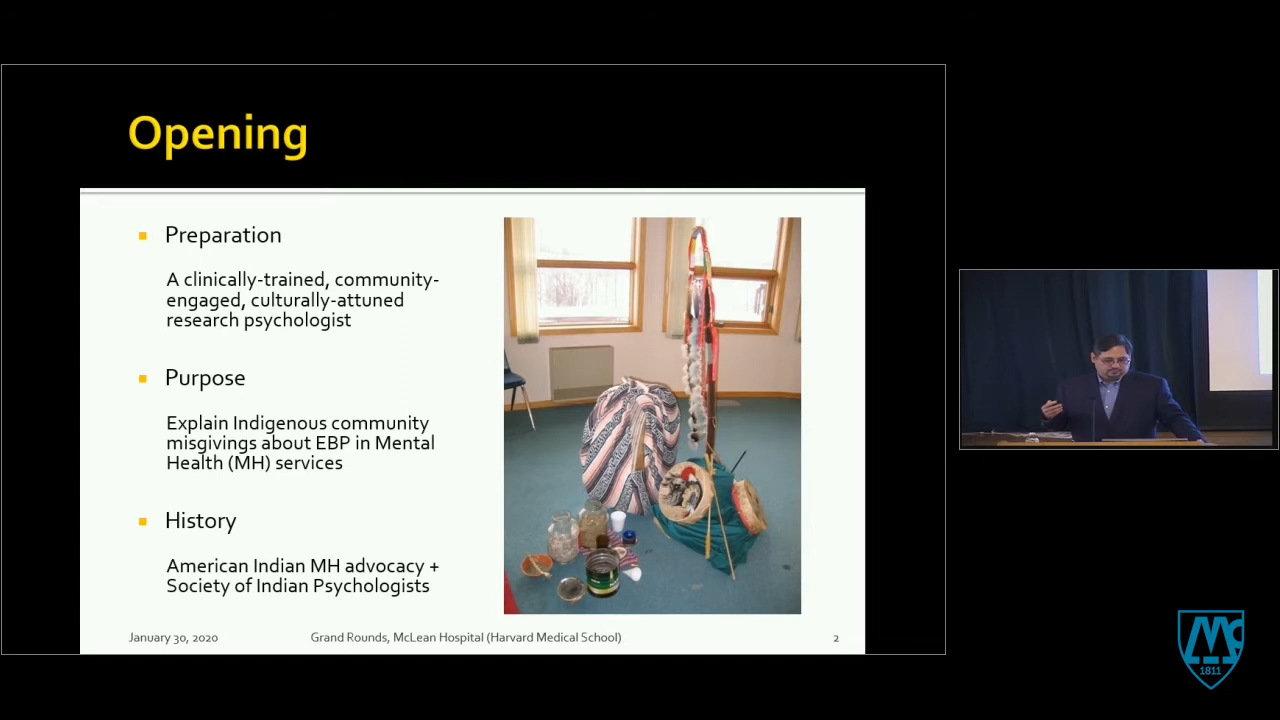 Opening
Preparation
A clinically-trained, community-
engaged, culturally-attuned
research psychologist
Purpose
Explain Indigenous community
misgivings about EBP in Mental
Health (MH) services
History
American Indian MH advocacy +
Society of Indian Psychologists
January 30, 2020 Grand Rounds, McLean Hospital (Harvard Medical School) 2
Mc
1811